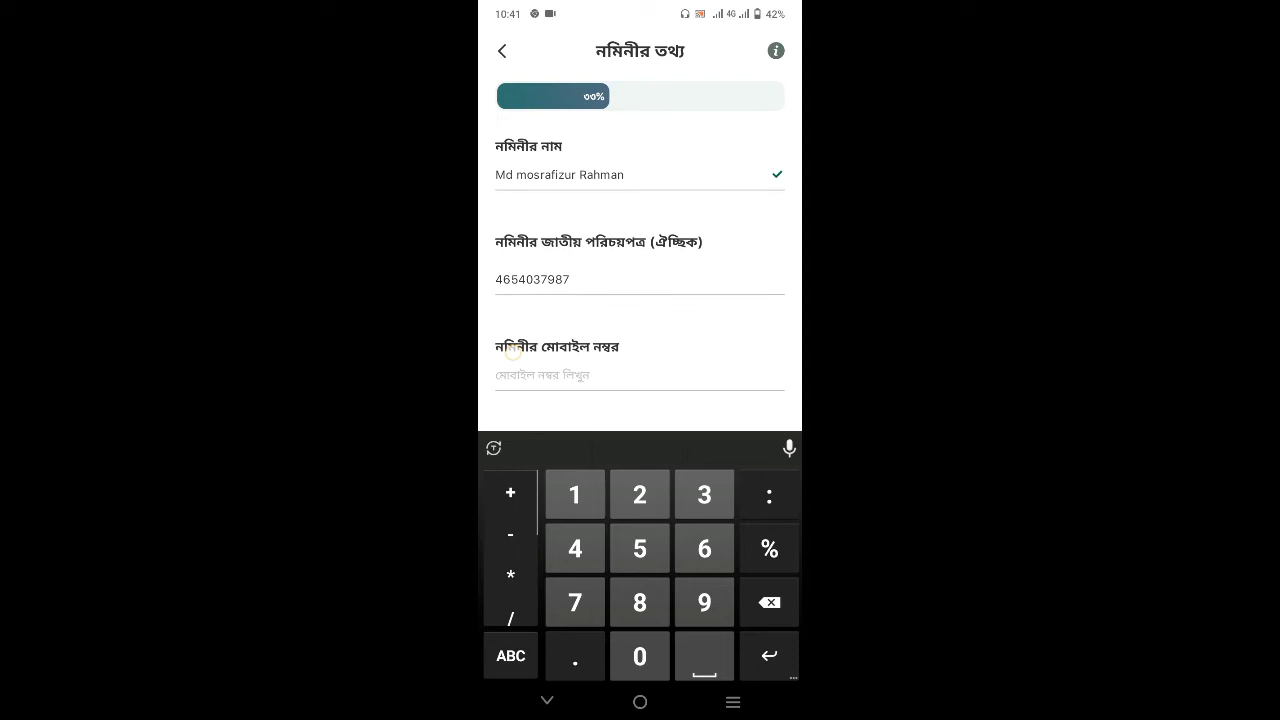 10:41 4G 42%
নমিনীর তথ্য
৩৩%
নমিনীর নাম
Md mosrafizur Rahman
নমিনীর জাতীয় পরিচয়পত্র (ঐচ্ছিক)
4654037987
নমিনীর মোবাইল নম্বর
মোবাইল নম্বর লিখুন
+ 1 2 3 :
- 4 5 6 %
* 7 8 9
/
ABC . 0